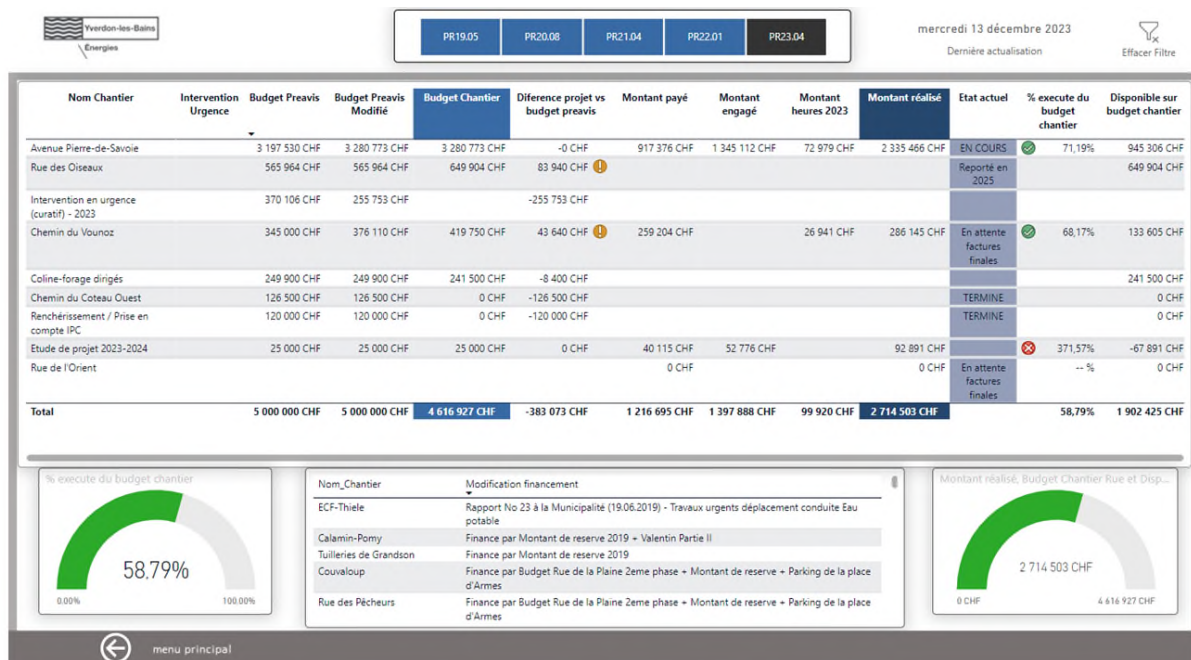 Yverdon-les-Bains
Énergies
PR19.05 PR20.08 PR21.04 PR22.01 PR23.04
mercredi 13 décembre 2023
Dernière actualisation
Effacer Filtre
Nom Chantier Intervention Urgence Budget Preavis Budget Preavis Modifié Budget Chantier Diference projet vs budget preavis Montant payé Montant engagé Montant heures 2023 Montant réalisé Etat actuel % execute du budget chantier Disponible sur budget chantier
Avenue Pierre-de-Savoie 3 197 530 CHF 3 280 773 CHF 3 280 773 CHF -0 CHF 917 376 CHF 1 345 112 CHF 72 979 CHF 2 335 466 CHF EN COURS 71,19% 945 306 CHF
Rue des Oiseaux 565 964 CHF 565 964 CHF 649 904 CHF 83 940 CHF Reporté en 2025 649 904 CHF
Intervention en urgence (curatif) - 2023 370 106 CHF 255 753 CHF -255 753 CHF
Chemin du Vounoz 345 000 CHF 376 110 CHF 419 750 CHF 43 640 CHF 259 204 CHF 26 941 CHF 286 145 CHF En attente factures finales 68,17% 133 605 CHF
Coline-forage dirigés 249 900 CHF 249 900 CHF 241 500 CHF -8 400 CHF 241 500 CHF
Chemin du Coteau Ouest 126 500 CHF 126 500 CHF 0 CHF -126 500 CHF TERMINE 0 CHF
Renchérissement / Prise en compte IPC 120 000 CHF 120 000 CHF 0 CHF -120 000 CHF TERMINE 0 CHF
Etude de projet 2023-2024 25 000 CHF 25 000 CHF 25 000 CHF 0 CHF 40 115 CHF 52 776 CHF 92 891 CHF 371,57% -67 891 CHF
Rue de l'Orient 0 CHF 0 CHF En attente factures finales -- % 0 CHF
Total 5 000 000 CHF 5 000 000 CHF 4 616 927 CHF -383 073 CHF 1 216 695 CHF 1 397 888 CHF 99 920 CHF 2 714 503 CHF 58,79% 1 902 425 CHF
% execute du budget chantier
58,79%
0.00% 100.00%
Nom_Chantier Modification financement
ECF-Thiele Rapport No 23 à la Municipalité (19.06.2019) - Travaux urgents déplacement conduite Eau
potable
Calamin-Pomy Finance par Montant de reserve 2019 + Valentin Partie II
Tuilleries de Grandson Finance par Montant de reserve 2019
Couvaloup Finance par Budget Rue de la Plaine 2eme phase + Montant de reserve + Parking de la place
d'Armes
Rue des Pêcheurs Finance par Budget Rue de la Plaine 2eme phase + Montant de reserve + Parking de la place
d'Armes
Montant réalisé, Budget Chantier Rue et Disp...
2 714 503 CHF
0 CHF 4 616 927 CHF
menu principal